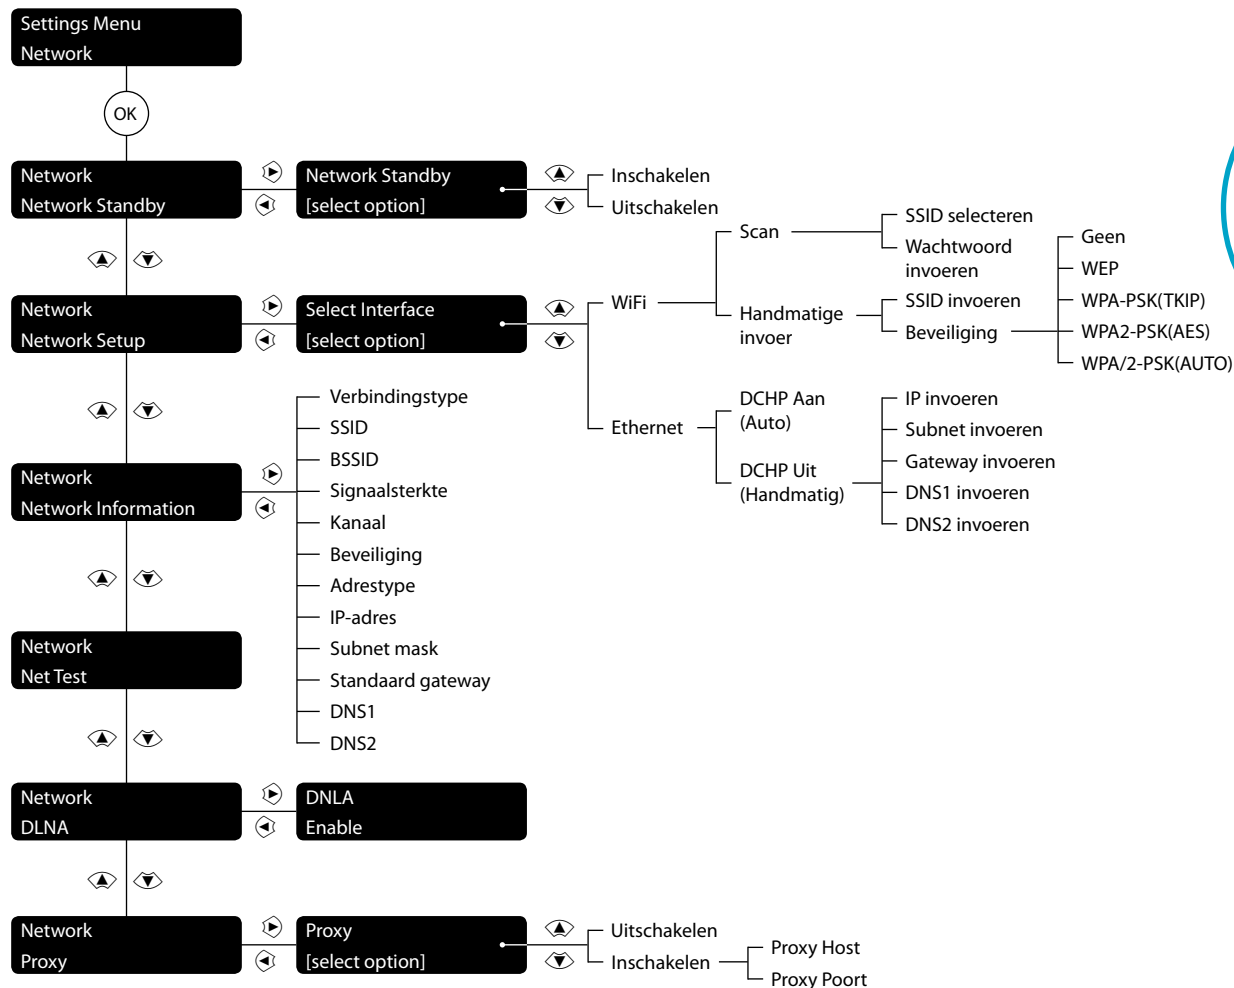 Settings Menu
Network
OK
Network
Network Standby
Network Standby
[select option]
Inschakelen
Uitschakelen
Network
Network Setup
Select Interface
[select option]
WiFi
Scan
SSID selecteren
Wachtwoord
invoeren
Handmatige
invoer
SSID invoeren
Beveiliging
Geen
WEP
WPA-PSK(TKIP)
WPA2-PSK(AES)
WPA/2-PSK(AUTO)
Ethernet
DCHP Aan
(Auto)
DCHP Uit
(Handmatig)
IP invoeren
Subnet invoeren
Gateway invoeren
DNS1 invoeren
DNS2 invoeren
Network
Network Information
Verbindingstype
SSID
BSSID
Signaalsterkte
Kanaal
Beveiliging
Adrestype
IP-adres
Subnet mask
Standaard gateway
DNS1
DNS2
Network
Net Test
Network
DLNA
DNLA
Enable
Network
Proxy
Proxy
[select option]
Uitschakelen
Inschakelen
Proxy Host
Proxy Poort